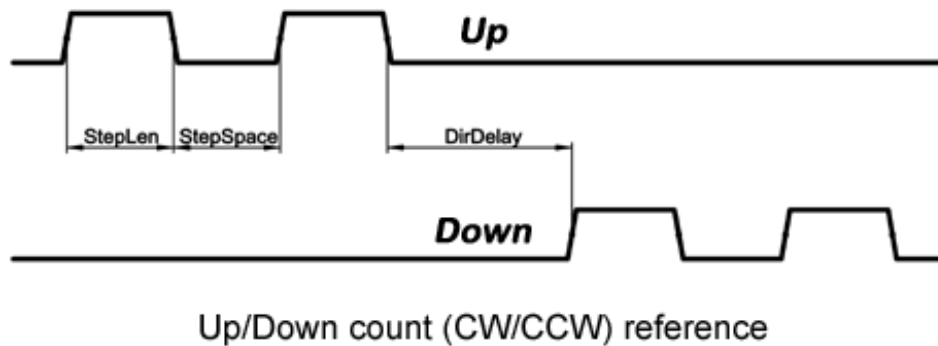 Up
StepLen StepSpace DirDelay
Down
Up/Down count (CW/CCW) reference